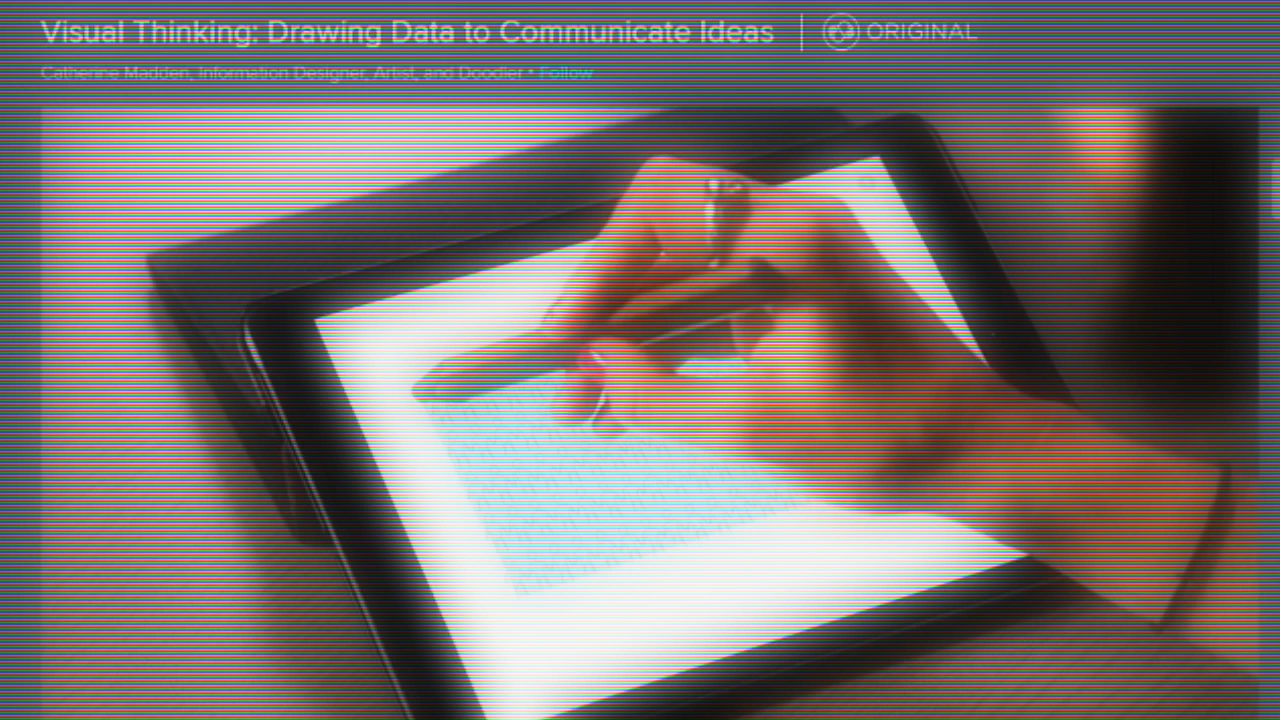 Visual Thinking: Drawing Data to Communicate Ideas | ORIGINAL
Catherine Madden, Information Designer, Artist, and Doodler • Follow